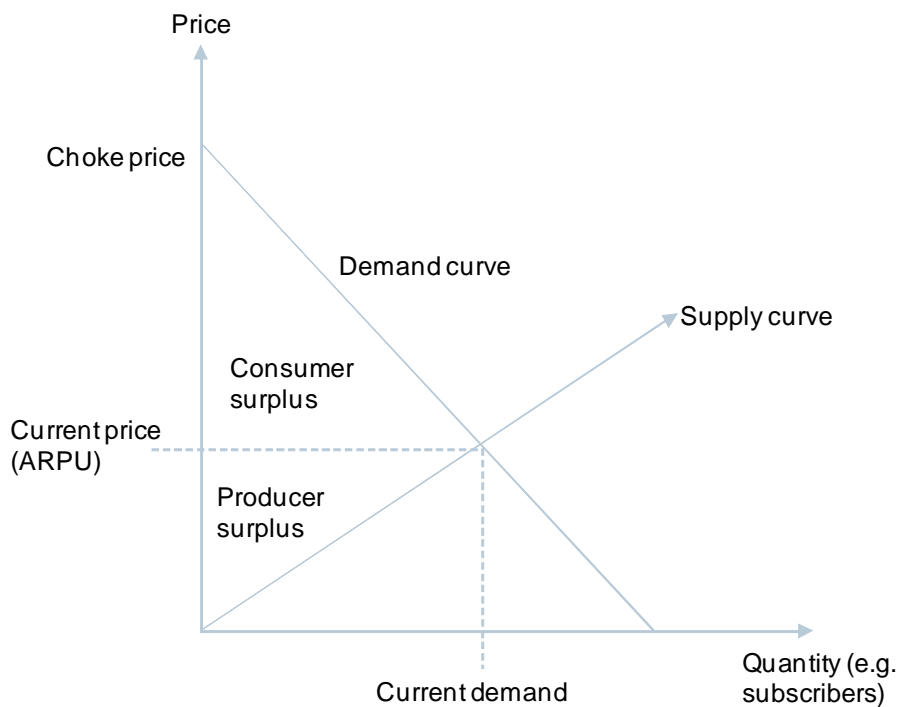 Price
Choke price
Demand curve
Supply curve
Consumer
surplus
Current price
(ARPU)
Producer
surplus
Quantity (e.g.
subscribers)
Current demand